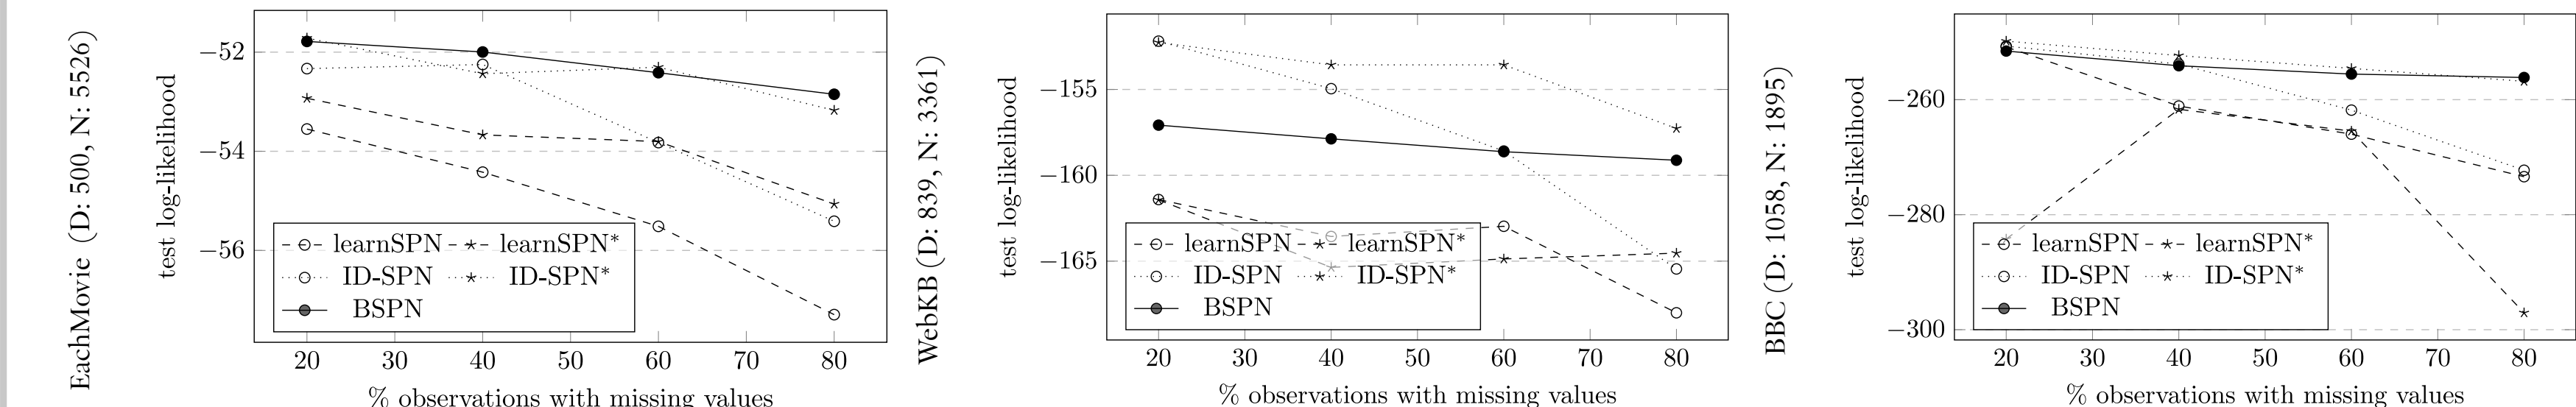 EachMovie (D: 500, N: 5526)
test log-likelihood
−52
−54
−56
learnSPN learnSPN*
ID-SPN ID-SPN*
BSPN
20 30 40 50 60 70 80
% observations with missing values
WebKB (D: 839, N: 3361)
test log-likelihood
−155
−160
−165
learnSPN learnSPN*
ID-SPN ID-SPN*
BSPN
20 30 40 50 60 70 80
% observations with missing values
BBC (D: 1058, N: 1895)
test log-likelihood
−260
−280
−300
learnSPN learnSPN*
ID-SPN ID-SPN*
BSPN
20 30 40 50 60 70 80
% observations with missing values